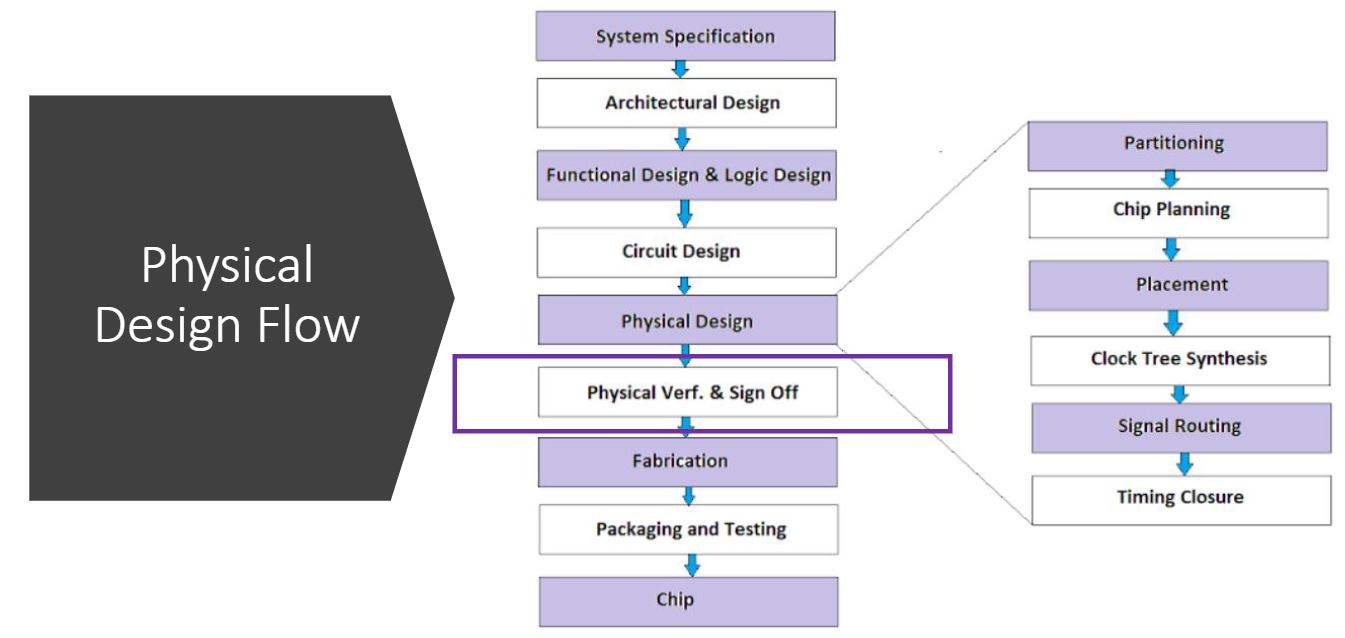 Physical
Design Flow
System Specification
Architectural Design
Functional Design & Logic Design
Circuit Design
Physical Design
Physical Verf. & Sign Off
Fabrication
Packaging and Testing
Chip
Partitioning
Chip Planning
Placement
Clock Tree Synthesis
Signal Routing
Timing Closure